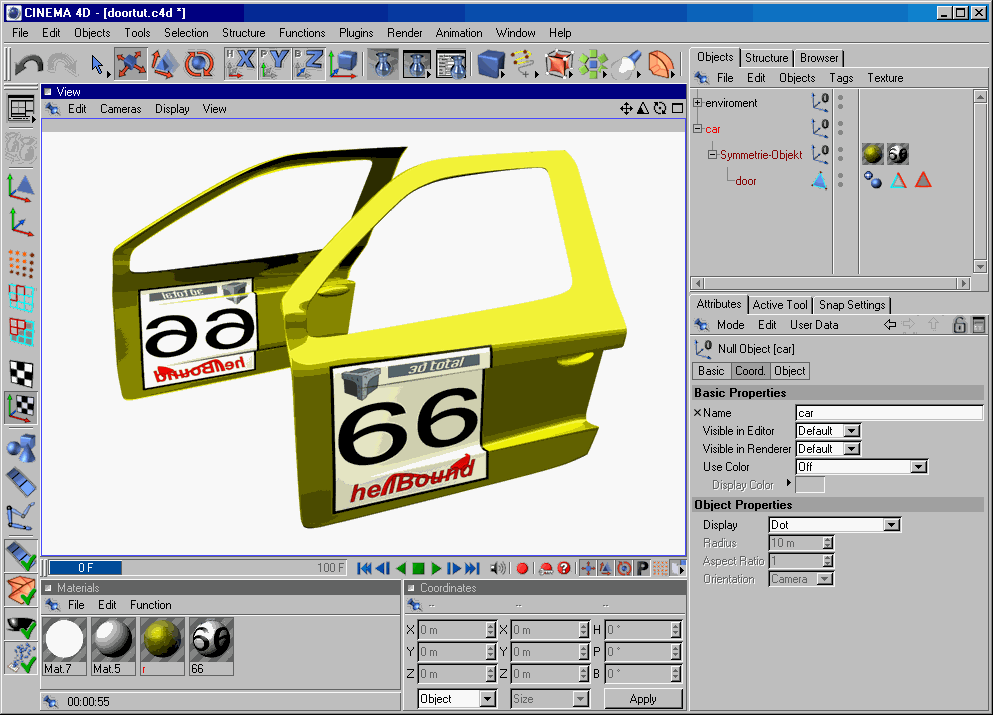 CINEMA 4D - [doortut.c4d *]
File Edit Objects Tools Selection Structure Functions Plugins Render Animation Window Help
H X P Y B Z
View
Edit Cameras Display View
3D total
66
hellBound
3D total
66
hellBound
0 F 100 F
P
Materials
File Edit Function
Mat.7 Mat.5 r 66
00:00:55
Coordinates
-- -- --
X 0 m X 0 m H 0 °
Y 0 m Y 0 m P 0 °
Z 0 m Z 0 m B 0 °
Object Size Apply
Objects Structure Browser
File Edit Objects Tags Texture
enviroment 0
car 0
Symmetrie-Objekt 0 66
door
Attributes Active Tool Snap Settings
Mode Edit User Data
0 Null Object [car]
Basic Coord. Object
Basic Properties
Name car
Visible in Editor Default
Visible in Renderer Default
Use Color Off
Display Color
Object Properties
Display Dot
Radius 10 m
Aspect Ratio 1
Orientation Camera